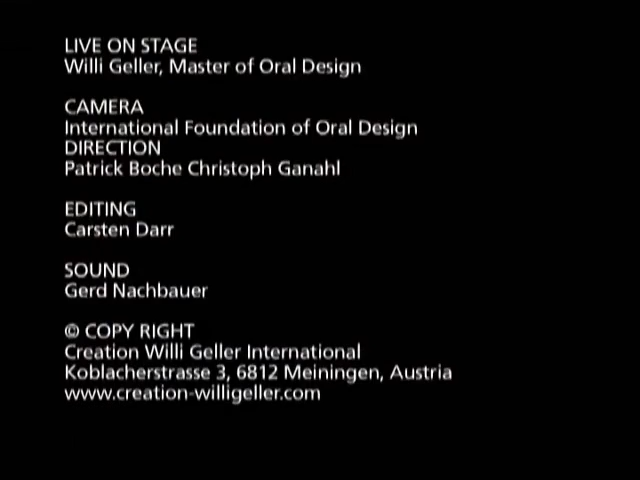 LIVE ON STAGE
Willi Geller, Master of Oral Design
CAMERA
International Foundation of Oral Design
DIRECTION
Patrick Boche Christoph Ganahl
EDITING
Carsten Darr
SOUND
Gerd Nachbauer
© COPY RIGHT
Creation Willi Geller International
Koblacherstrasse 3, 6812 Meiningen, Austria
www.creation-willigeller.com